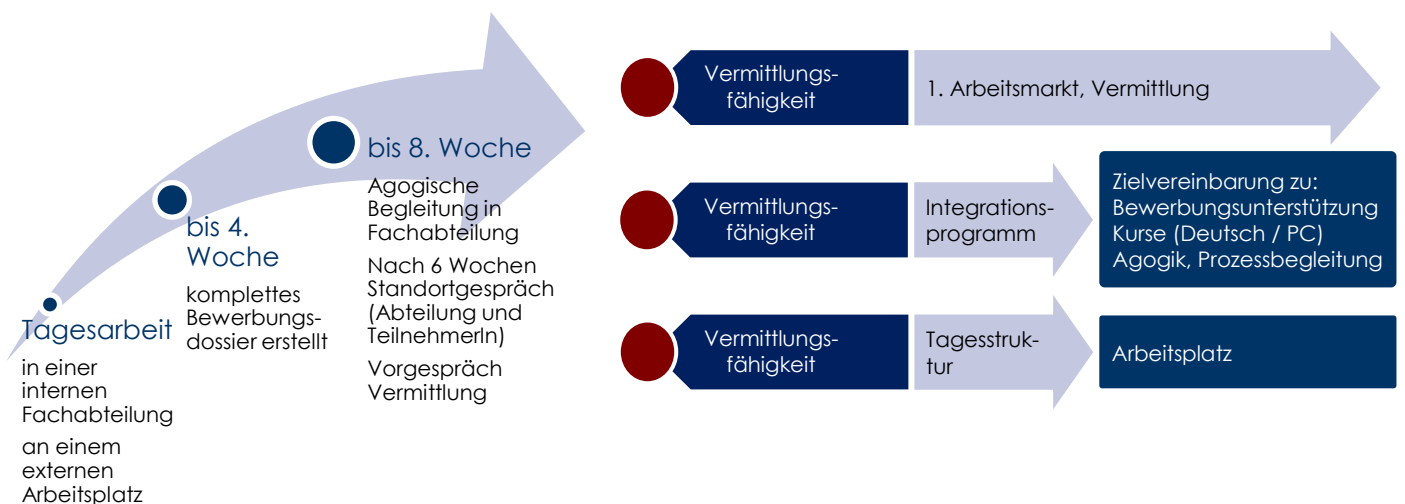 Tagesarbeit
in einer
internen
Fachabteilung
an einem
externen
Arbeitsplatz
bis 4.
Woche
komplettes
Bewerbungs-
dossier erstellt
bis 8. Woche
Agogische
Begleitung in
Fachabteilung
Nach 6 Wochen
Standortgespräch
(Abteilung und
TeilnehmerIn)
Vorgespräch
Vermittlung
Vermittlungs-
fähigkeit
1. Arbeitsmarkt, Vermittlung
Vermittlungs-
fähigkeit
Integrations-
programm
Zielvereinbarung zu:
Bewerbungsunterstützung
Kurse (Deutsch / PC)
Agogik, Prozessbegleitung
Vermittlungs-
fähigkeit
Tagesstruk-
tur
Arbeitsplatz